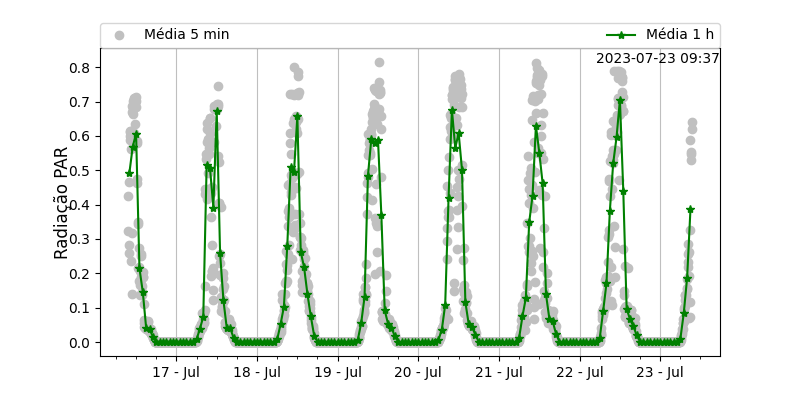 Média 5 min
Média 1 h
2023-07-23 09:37
Radiação PAR
0.8
0.7
0.6
0.5
0.4
0.3
0.2
0.1
0.0
17 - Jul
18 - Jul
19 - Jul
20 - Jul
21 - Jul
22 - Jul
23 - Jul